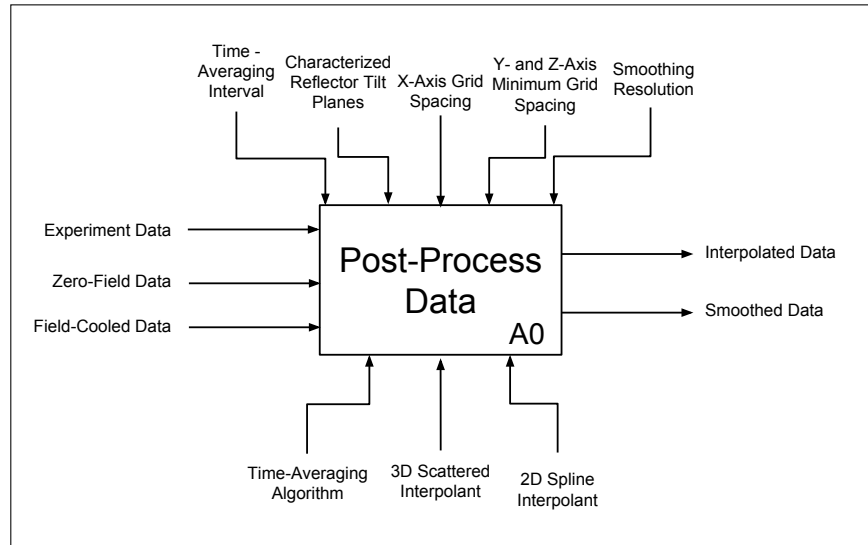 Time -
Averaging
Interval
Characterized
Reflector Tilt
Planes
X-Axis Grid
Spacing
Y- and Z-Axis
Minimum Grid
Spacing
Smoothing
Resolution
Experiment Data
Zero-Field Data
Field-Cooled Data
Post-Process
Data
A0
Interpolated Data
Smoothed Data
Time-Averaging
Algorithm
3D Scattered
Interpolant
2D Spline
Interpolant